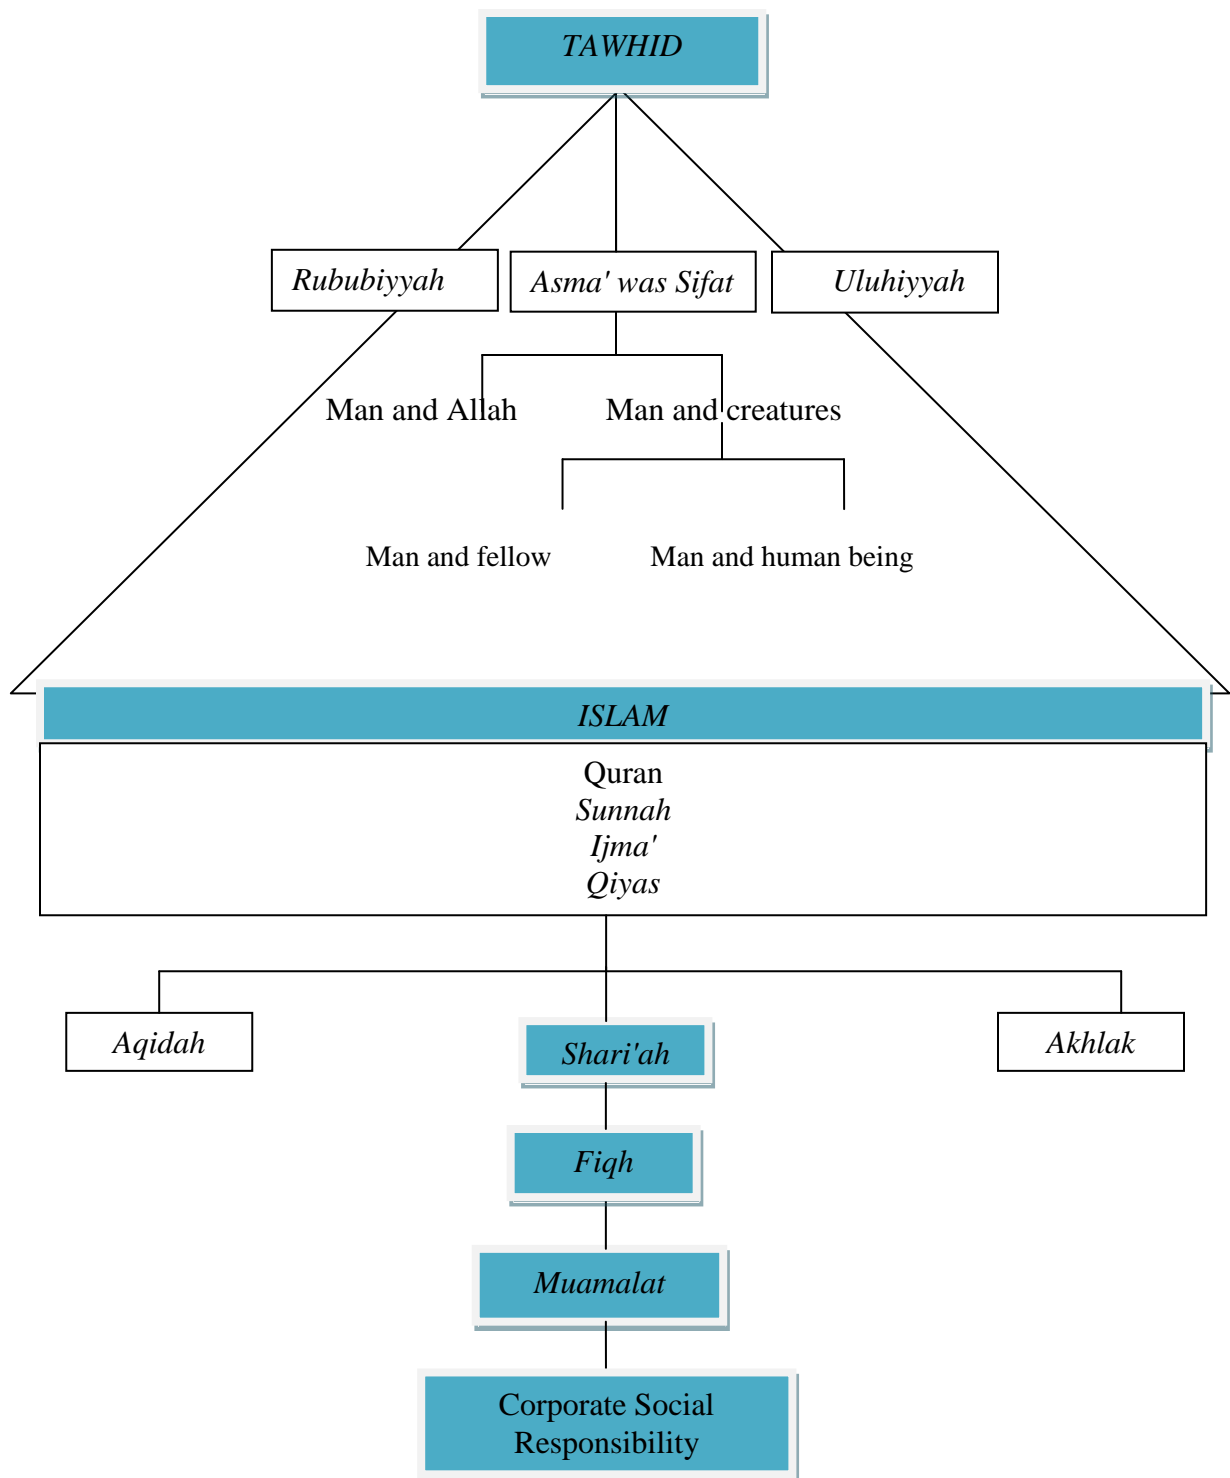 TAWHID
Rububiyyah
Asma' was Sifat
Uluhiyyah
Man and Allah
Man and creatures
Man and fellow
Man and human being
ISLAM
Quran
Sunnah
Ijma'
Qiyas
Aqidah
Shari'ah
Akhlak
Fiqh
Muamalat
Corporate Social
Responsibility